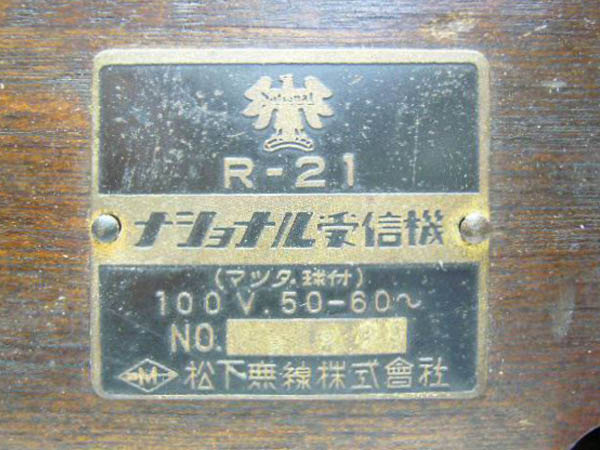 National
R-21
ナショナル受信機
(マツダ球付)
100V.50-60~
NO.
M 松下無線株式會社